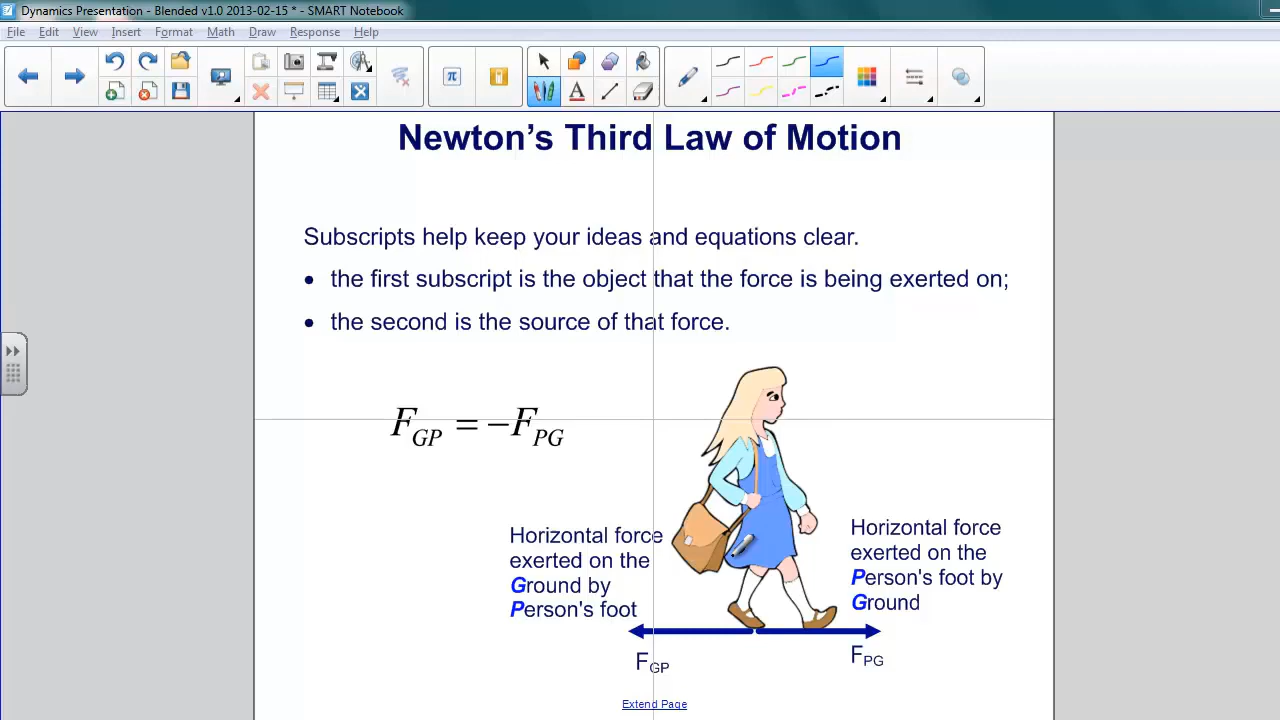 Dynamics Presentation - Blended v1.0 2013-02-15 * - SMART Notebook
File Edit View Insert Format Math Draw Response Help
π
A
Newton's Third Law of Motion
Subscripts help keep your ideas and equations clear.
• the first subscript is the object that the force is being exerted on;
• the second is the source of that force.
F_GP = −F_PG
Horizontal force
exerted on the
Ground by
Person's foot
Horizontal force
exerted on the
Person's foot by
Ground
F_GP
F_PG
Extend Page